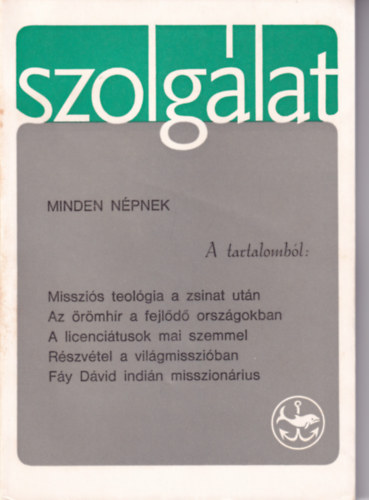 szolgálat
MINDEN NÉPNEK
A tartalomból:
Missziós teológia a zsinat után
Az örömhír a fejlődő országokban
A licenciátusok mai szemmel
Részvétel a világmisszióban
Fáy Dávid indián misszionárius